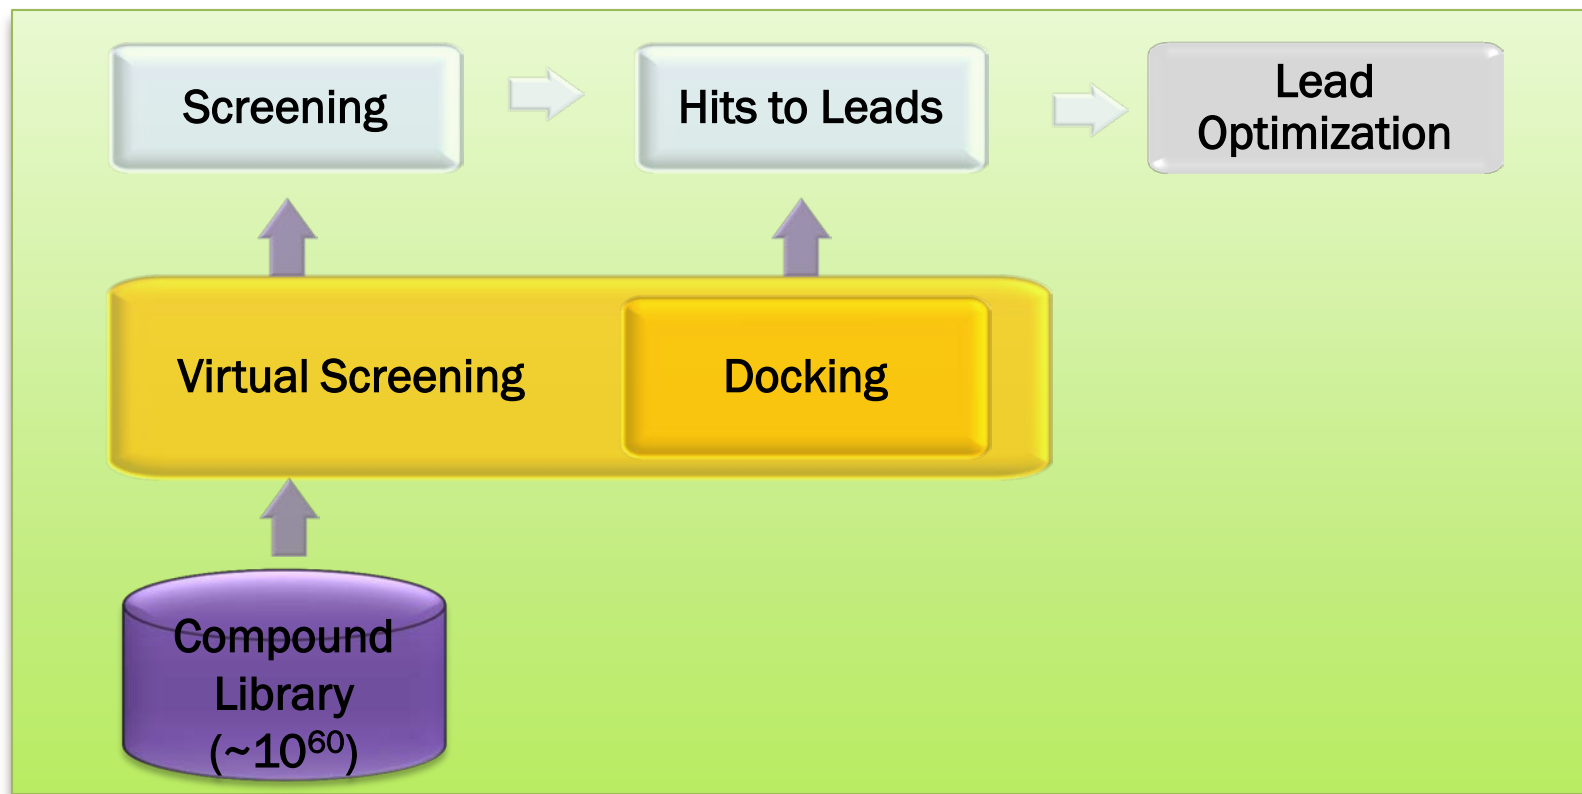 Screening
Hits to Leads
Lead
Optimization
Virtual Screening
Docking
Compound
Library
(~10⁶⁰)